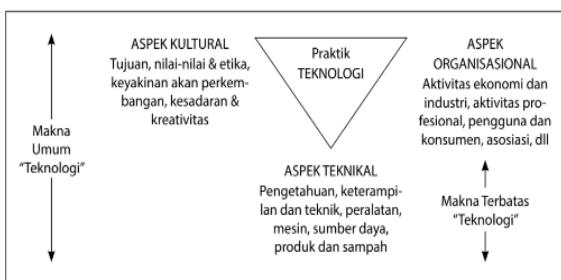 ASPEK KULTURAL
Tujuan, nilai-nilai & etika,
keyakinan akan perkem-
bangan, kesadaran &
kreativitas
Praktik
TEKNOLOGI
ASPEK
ORGANISASIONAL
Aktivitas ekonomi dan
industri, aktivitas pro-
fesional, pengguna dan
konsumen, asosiasi, dll
Makna
Umum
“Teknologi”
ASPEK TEKNIKAL
Pengetahuan, keterampi-
lan dan teknik, peralatan,
mesin, sumber daya,
produk dan sampah
Makna Terbatas
“Teknologi”